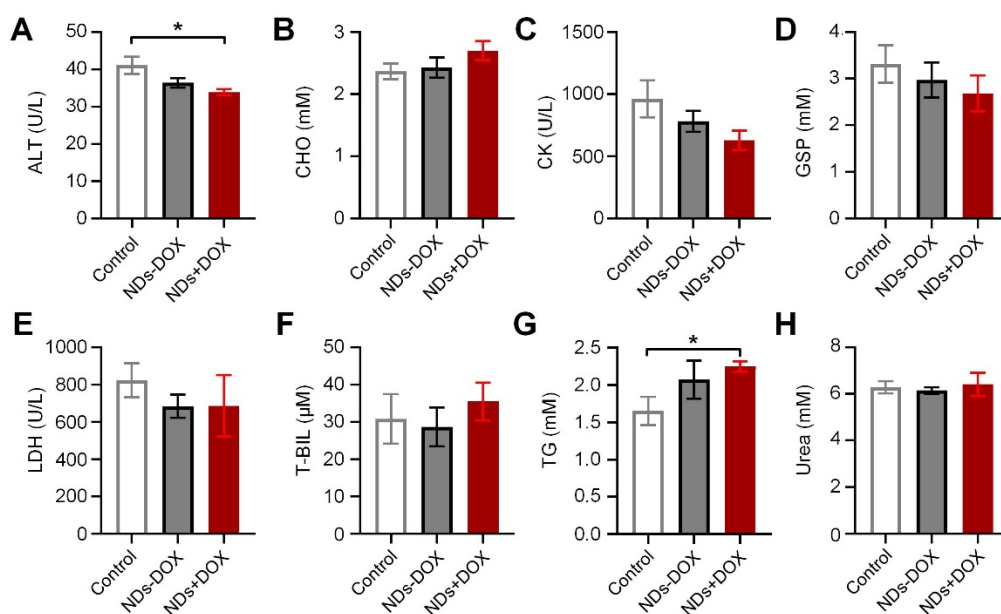 A
ALT (U/L)
50
40
30
20
10
0
*
Control
NDs-DOX
NDs+DOX
B
CHO (mM)
3
2
1
0
Control
NDs-DOX
NDs+DOX
C
CK (U/L)
1500
1000
500
0
Control
NDs-DOX
NDs+DOX
D
GSP (mM)
4
3
2
1
0
Control
NDs-DOX
NDs+DOX
E
LDH (U/L)
1000
800
600
400
200
0
Control
NDs-DOX
NDs+DOX
F
T-BIL (µM)
50
40
30
20
10
0
Control
NDs-DOX
NDs+DOX
G
TG (mM)
2.5
2.0
1.5
1.0
0.5
0.0
*
Control
NDs-DOX
NDs+DOX
H
Urea (mM)
8
6
4
2
0
Control
NDs-DOX
NDs+DOX